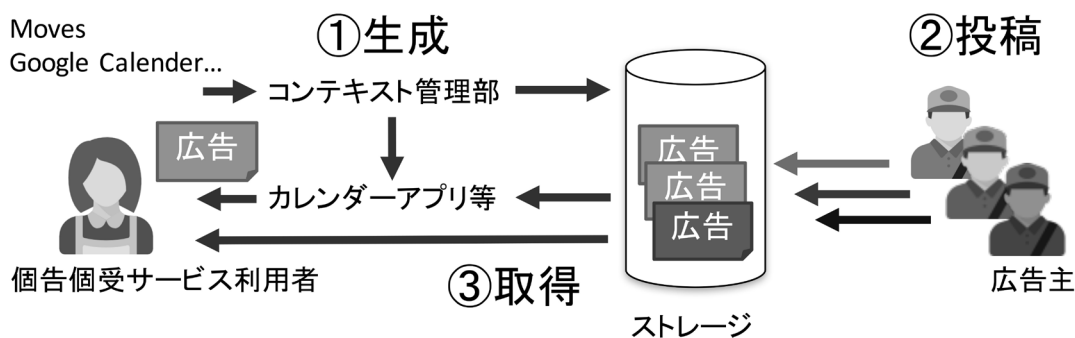 Moves
Google Calender...
①生成
②投稿
コンテキスト管理部
広告
カレンダーアプリ等
広告
広告
広告
個告個受サービス利用者
③取得
広告主
ストレージ